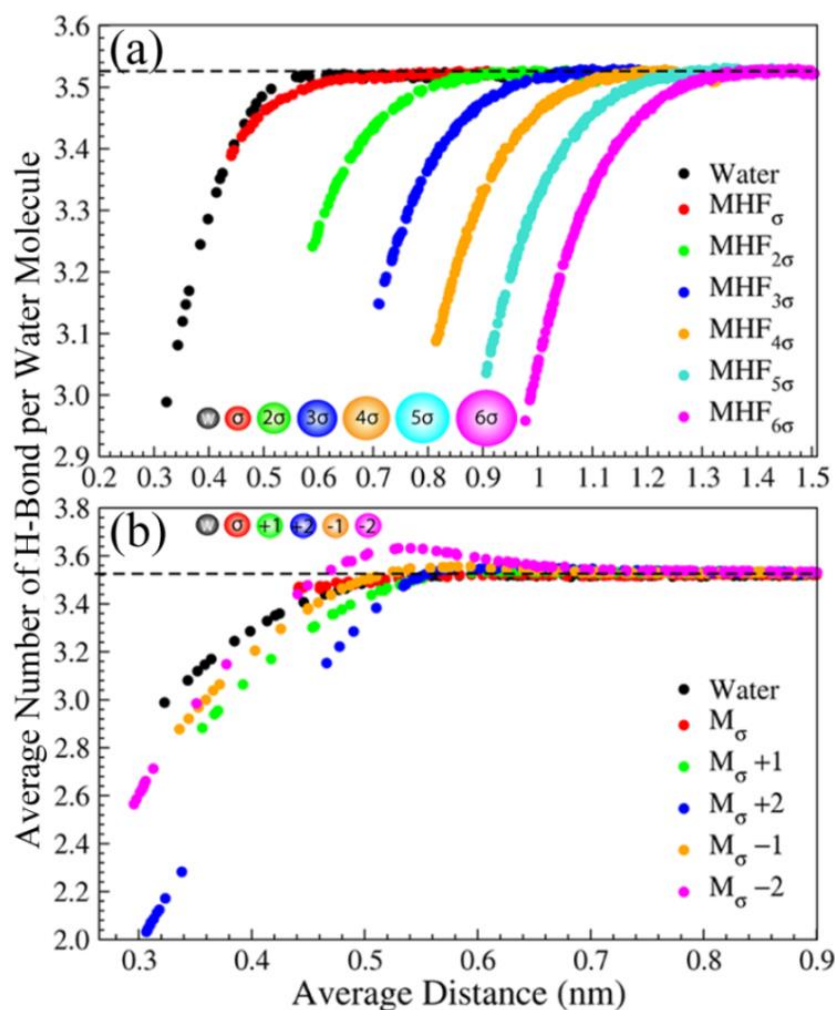 Average Number of H-Bond per Water Molecule
(a)
3.6
3.5
3.4
3.3
3.2
3.1
3.0
2.9
Water
MHFσ
MHF2σ
MHF3σ
MHF4σ
MHF5σ
MHF6σ
W σ 2σ 3σ 4σ 5σ 6σ
0.2 0.3 0.4 0.5 0.6 0.7 0.8 0.9 1 1.1 1.2 1.3 1.4 1.5
(b)
W σ +1 +2 -1 -2
3.8
3.6
3.4
3.2
3.0
2.8
2.6
2.4
2.2
2.0
Water
Mσ
Mσ +1
Mσ +2
Mσ −1
Mσ −2
0.3 0.4 0.5 0.6 0.7 0.8 0.9
Average Distance (nm)